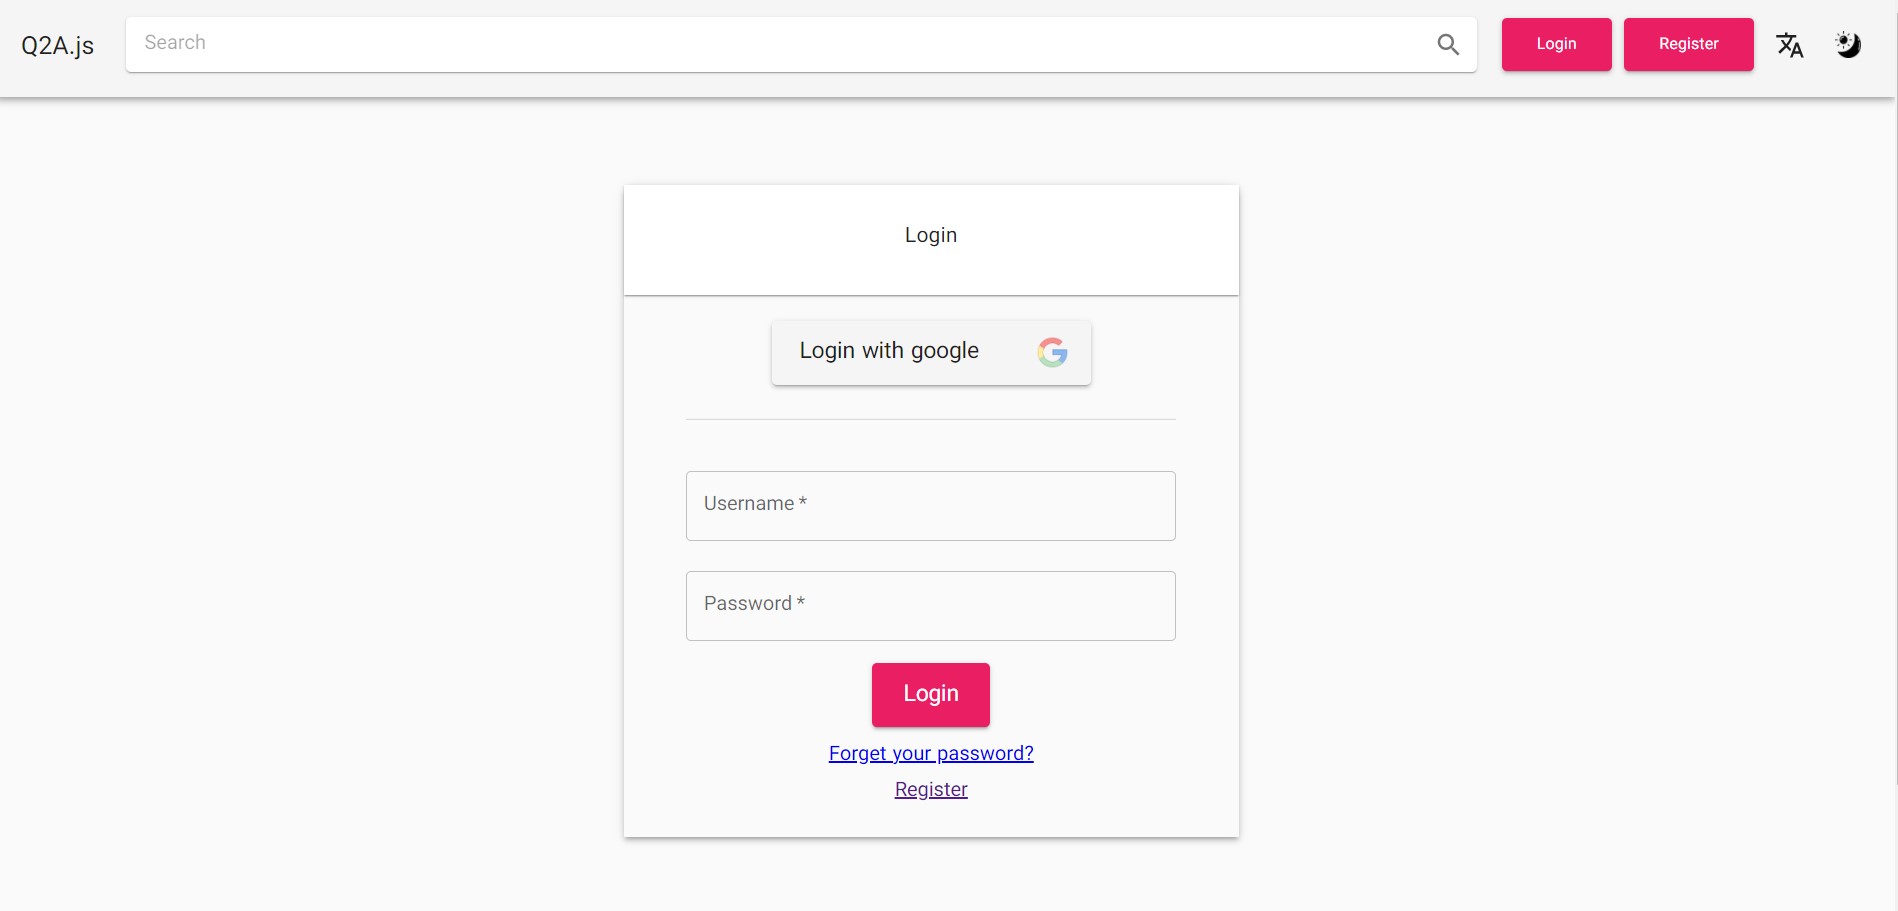 Q2A.js
Search
Login
Register
Login
Login with google
Username *
Password *
Login
Forget your password?
Register